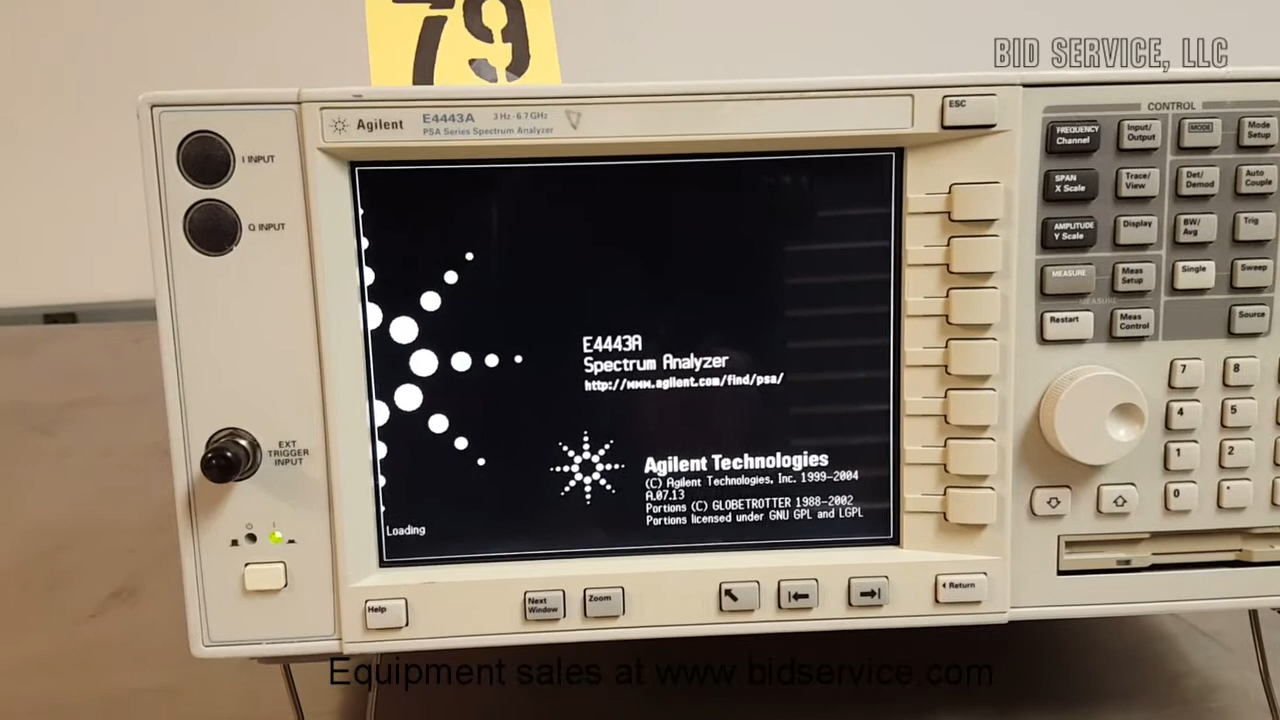 79
BID SERVICE, LLC
Agilent
E4443A
3 Hz - 6.7 GHz
PSA Series Spectrum Analyzer
ESC
I INPUT
Q INPUT
EXT
TRIGGER
INPUT
E4443A
Spectrum Analyzer
http://www.agilent.com/find/psa/
Agilent Technologies
(C) Agilent Technologies, Inc. 1999-2004
A.07.13
Portions (C) GLOBETROTTER 1988-2002
Portions licensed under GNU GPL and LGPL
Loading
CONTROL
FREQUENCY
Channel
Input/
Output
MODE
Mode
Setup
SPAN
X Scale
Trace/
View
Det/
Demod
Auto
Couple
AMPLITUDE
Y Scale
Display
BW/
Avg
Trig
MEASURE
Meas
Setup
Single
Sweep
MEASURE
Restart
Meas
Control
Source
7
8
4
5
1
2
0
.
Help
Next
Window
Zoom
Return
Equipment sales at www bidservice.com